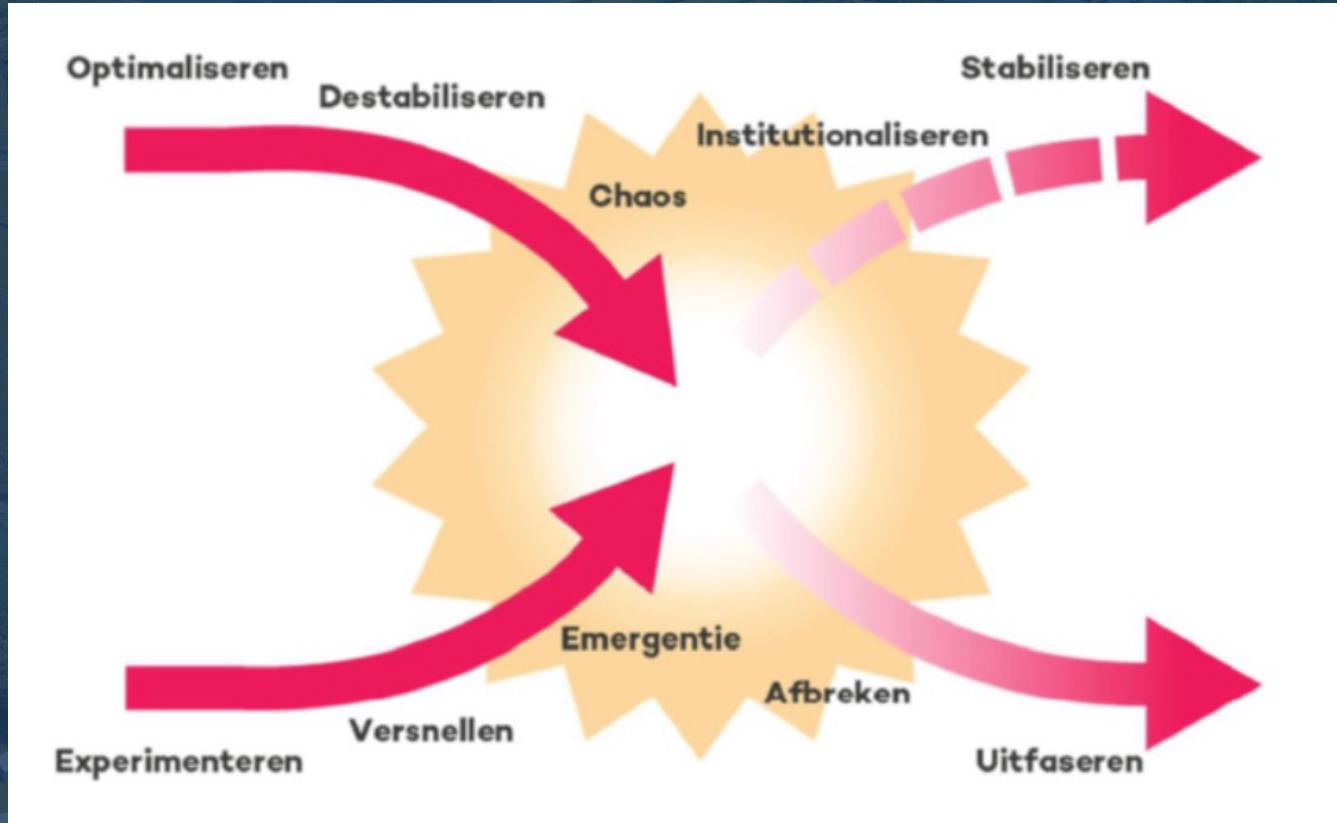 Optimaliseren
Destabiliseren
Chaos
Institutionaliseren
Stabiliseren
Experimenteren
Versnellen
Emergentie
Afbreken
Uitfaseren